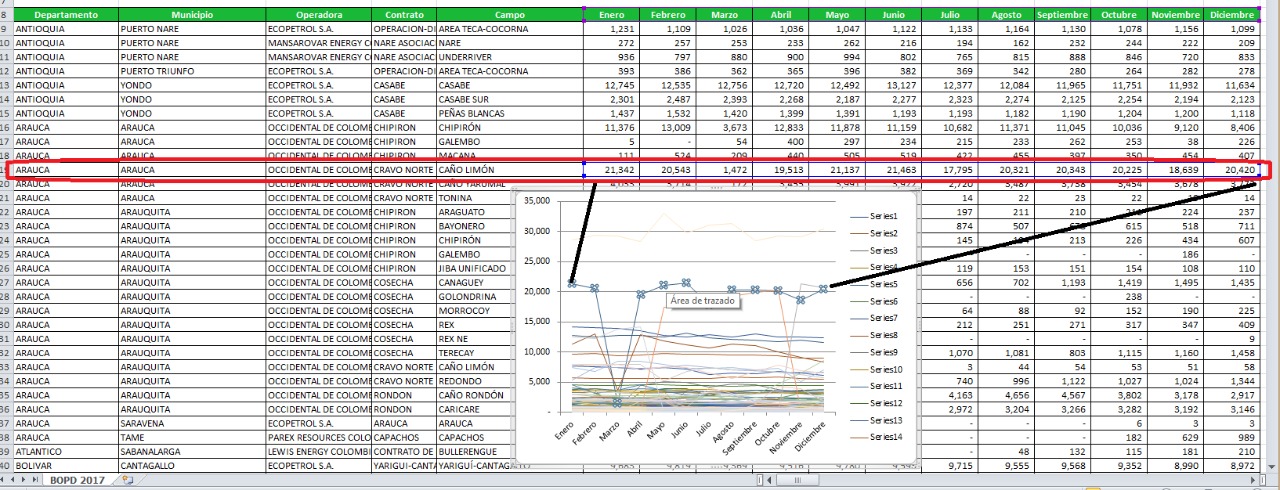 8 Departamento Municipio Operadora Contrato Campo Enero Febrero Marzo Abril Mayo Junio Julio Agosto Septiembre Octubre Noviembre Diciembre
9 ANTIOQUIA PUERTO NARE ECOPETROL S.A. OPERACION-DI AREA TECA-COCORNA 1,231 1,109 1,026 1,036 1,047 1,122 1,133 1,164 1,130 1,078 1,156 1,099
10 ANTIOQUIA PUERTO NARE MANSAROVAR ENERGY C NARE ASOCIAC NARE 272 257 253 233 262 216 194 162 232 244 222 209
11 ANTIOQUIA PUERTO NARE MANSAROVAR ENERGY C NARE ASOCIAC UNDERRIVER 936 797 880 900 994 802 765 815 888 846 720 833
12 ANTIOQUIA PUERTO TRIUNFO ECOPETROL S.A. OPERACION-DI AREA TECA-COCORNA 393 386 362 365 396 382 369 342 280 264 282 278
13 ANTIOQUIA YONDO ECOPETROL S.A. CASABE CASABE 12,745 12,535 12,756 12,720 12,492 13,127 12,377 12,084 11,965 11,751 11,932 11,634
14 ANTIOQUIA YONDO ECOPETROL S.A. CASABE CASABE SUR 2,301 2,487 2,393 2,268 2,187 2,277 2,323 2,274 2,125 2,254 2,194 2,123
15 ANTIOQUIA YONDO ECOPETROL S.A. CASABE PEÑAS BLANCAS 1,437 1,532 1,420 1,399 1,391 1,193 1,193 1,182 1,190 1,204 1,200 1,118
16 ARAUCA ARAUCA OCCIDENTAL DE COLOME CHIPIRON CHIPIRÓN 11,376 13,009 3,673 12,833 11,878 11,159 10,682 11,371 11,045 10,036 9,120 8,406
17 ARAUCA ARAUCA OCCIDENTAL DE COLOME CHIPIRON GALEMBO 5 - 54 400 297 234 215 233 262 253 38 226
18 ARAUCA ARAUCA OCCIDENTAL DE COLOME CHIPIRON MACANA 111 524 209 440 505 519 422 455 397 350 454 407
19 ARAUCA ARAUCA OCCIDENTAL DE COLOME CRAVO NORTE CAÑO LIMÓN 21,342 20,543 1,472 19,513 21,137 21,463 17,795 20,321 20,343 20,225 18,639 20,420
20 ARAUCA ARAUCA OCCIDENTAL DE COLOME CRAVO NORTE CAÑO YARUMAL 2,720 3,487 3,758 3,454 3,678
21 ARAUCA ARAUCA OCCIDENTAL DE COLOME CRAVO NORTE TONINA 14 22 23 14
22 ARAUCA ARAUQUITA OCCIDENTAL DE COLOME CHIPIRON ARAGUATO 197 211 210 224 237
23 ARAUCA ARAUQUITA OCCIDENTAL DE COLOME CHIPIRON BAYONERO 874 507 615 518 711
24 ARAUCA ARAUQUITA OCCIDENTAL DE COLOME CHIPIRON CHIPIRÓN 145 213 226 434 607
25 ARAUCA ARAUQUITA OCCIDENTAL DE COLOME CHIPIRON GALEMBO - - - 186 -
26 ARAUCA ARAUQUITA OCCIDENTAL DE COLOME CHIPIRON JIBA UNIFICADO 119 153 151 154 108 110
27 ARAUCA ARAUQUITA OCCIDENTAL DE COLOME COSECHA CANAGUEY 656 702 1,193 1,419 1,495 1,435
28 ARAUCA ARAUQUITA OCCIDENTAL DE COLOME COSECHA GOLONDRINA - - - 238 - -
29 ARAUCA ARAUQUITA OCCIDENTAL DE COLOME COSECHA MORROCOY 64 88 92 152 190 225
30 ARAUCA ARAUQUITA OCCIDENTAL DE COLOME COSECHA REX 212 251 271 317 347 409
31 ARAUCA ARAUQUITA OCCIDENTAL DE COLOME COSECHA REX NE - - - - - 9
32 ARAUCA ARAUQUITA OCCIDENTAL DE COLOME COSECHA TERECAY 1,070 1,081 803 1,115 1,160 1,458
33 ARAUCA ARAUQUITA OCCIDENTAL DE COLOME CRAVO NORTE CAÑO LIMÓN 3 44 54 53 51 58
34 ARAUCA ARAUQUITA OCCIDENTAL DE COLOME CRAVO NORTE REDONDO 740 996 1,122 1,027 1,024 1,344
35 ARAUCA ARAUQUITA OCCIDENTAL DE COLOME RONDON CAÑO RONDÓN 4,163 4,656 4,567 3,802 3,178 2,917
36 ARAUCA ARAUQUITA OCCIDENTAL DE COLOME RONDON CARICARE 2,972 3,204 3,266 3,282 3,192 3,146
37 ARAUCA SARAVENA ECOPETROL S.A. ARAUCA ARAUCA - - - 6 3 3
38 ARAUCA TAME PAREX RESOURCES COLO CAPACHOS CAPACHOS - - - 182 629 989
39 ATLANTICO SABANALARGA LEWIS ENERGY COLOMBI CONTRATO DE BULLERENGUE - 52 132 115 181 210
40 BOLIVAR CANTAGALLO ECOPETROL S.A. YARIGUI-CANTA YARIGUÍ-CANTAGALLO 9,715 9,555 9,568 9,352 8,990 8,972
35,000
30,000
25,000
20,000
15,000
10,000
5,000
-
Área de trazado
Enero Febrero Marzo Abril Mayo Junio Julio Agosto Septiembre Octubre Noviembre Diciembre
Series1
Series2
Series3
Series4
Series5
Series6
Series7
Series8
Series9
Series10
Series11
Series12
Series13
Series14
BOPD 2017